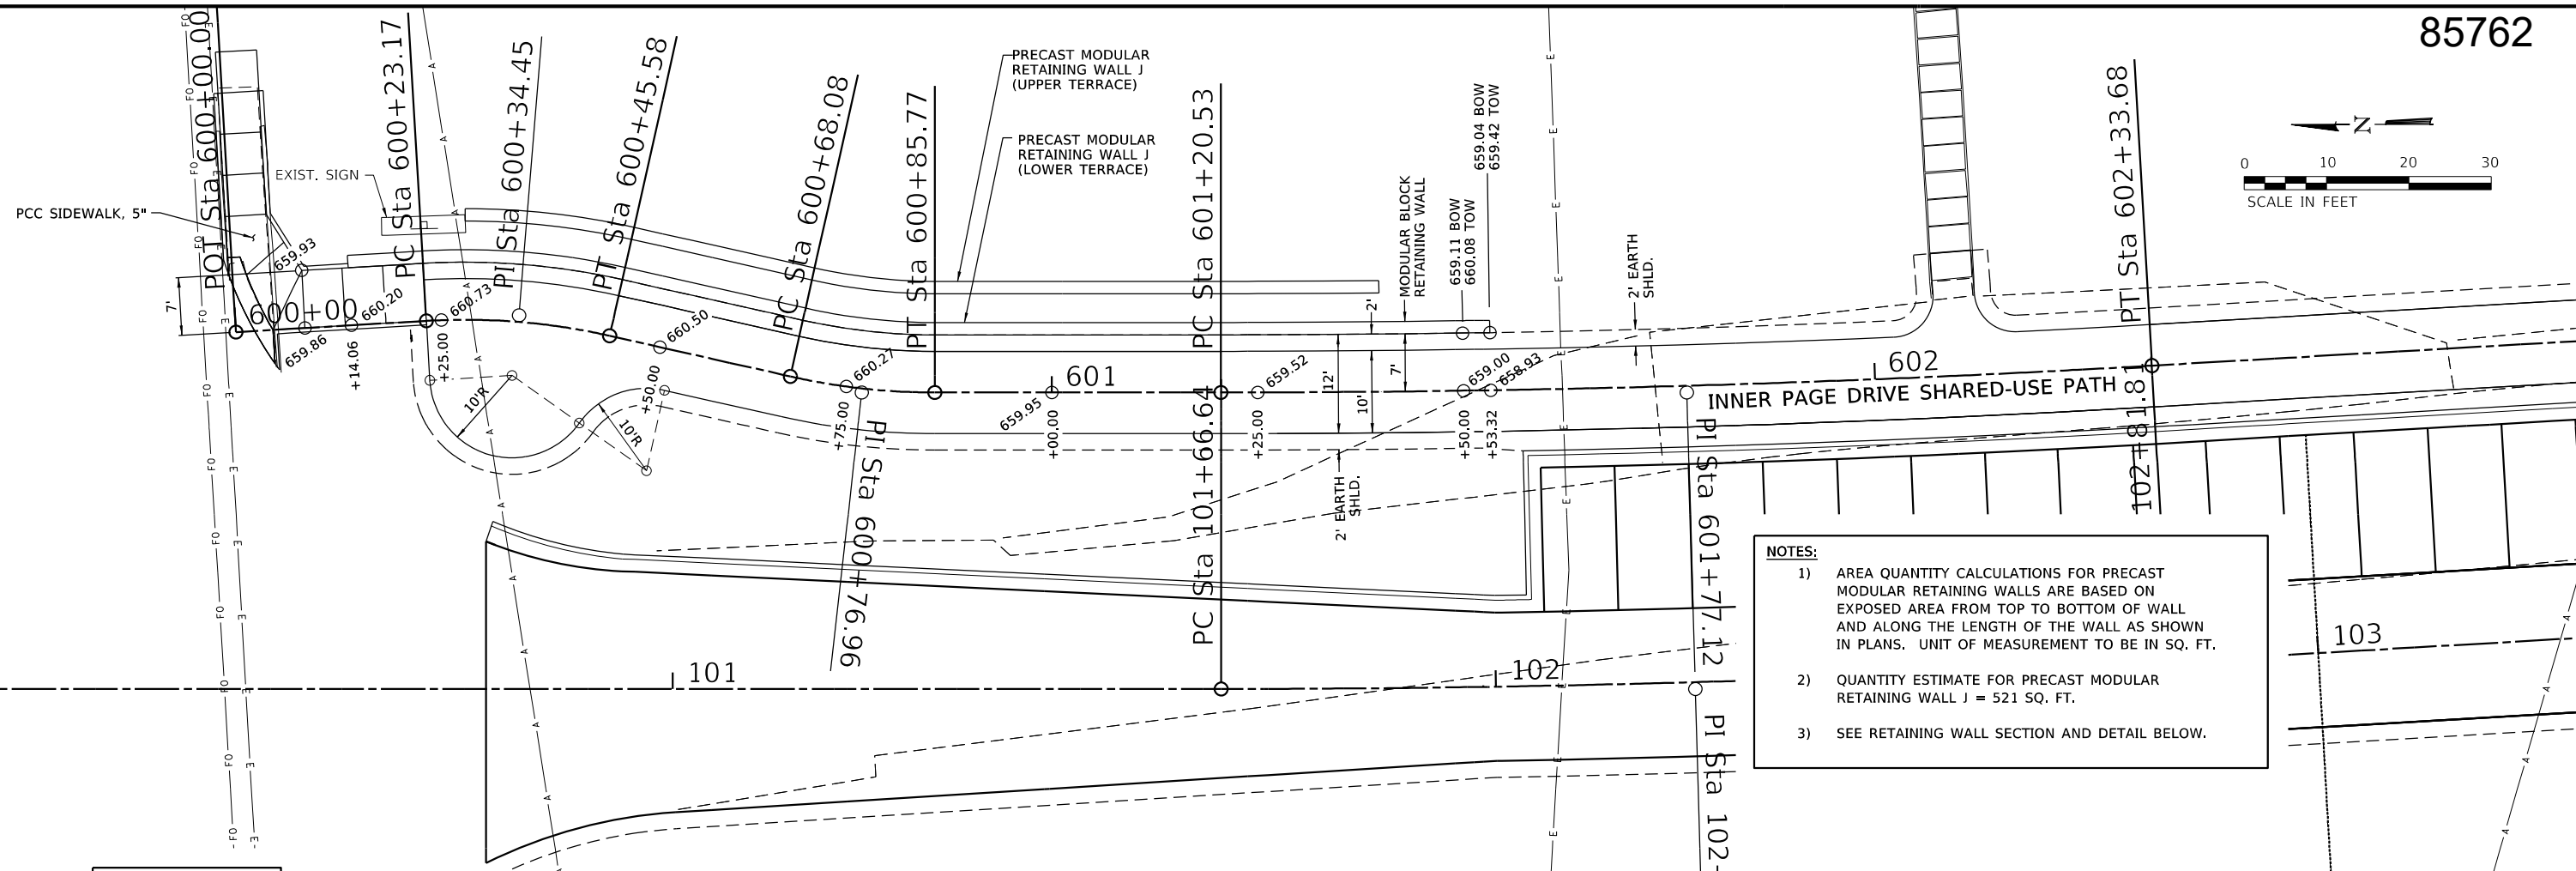 85762
POT Sta 600+00.00
PC Sta 600+23.17
PI Sta 600+34.45
PT Sta 600+45.58
PC Sta 600+68.08
PT Sta 600+85.77
PC Sta 601+20.53
PT Sta 602+33.68
PRECAST MODULAR
RETAINING WALL J
(UPPER TERRACE)
PRECAST MODULAR
RETAINING WALL J
(LOWER TERRACE)
EXIST. SIGN
PCC SIDEWALK, 5"
MODULAR BLOCK
RETAINING WALL
659.11 BOW
660.08 TOW
659.04 BOW
659.42 TOW
2' EARTH
SHLD.
N
0 10 20 30
SCALE IN FEET
7'
659.93
600+00
659.86
660.20
+14.06
660.73
+25.00
10'R
10'R
660.50
+50.00
660.27
+75.00
659.95
+00.00
601
659.52
+25.00
12'
10'
7'
2'
659.00
658.93
+50.00
+53.32
602
INNER PAGE DRIVE SHARED-USE PATH
2' EARTH
SHLD.
PI Sta 600+76.96
PC Sta 101+66.64
PI Sta 601+77.12
102+81.81
PI Sta 102-
101
102
103
NOTES:
1) AREA QUANTITY CALCULATIONS FOR PRECAST
MODULAR RETAINING WALLS ARE BASED ON
EXPOSED AREA FROM TOP TO BOTTOM OF WALL
AND ALONG THE LENGTH OF THE WALL AS SHOWN
IN PLANS. UNIT OF MEASUREMENT TO BE IN SQ. FT.
2) QUANTITY ESTIMATE FOR PRECAST MODULAR
RETAINING WALL J = 521 SQ. FT.
3) SEE RETAINING WALL SECTION AND DETAIL BELOW.